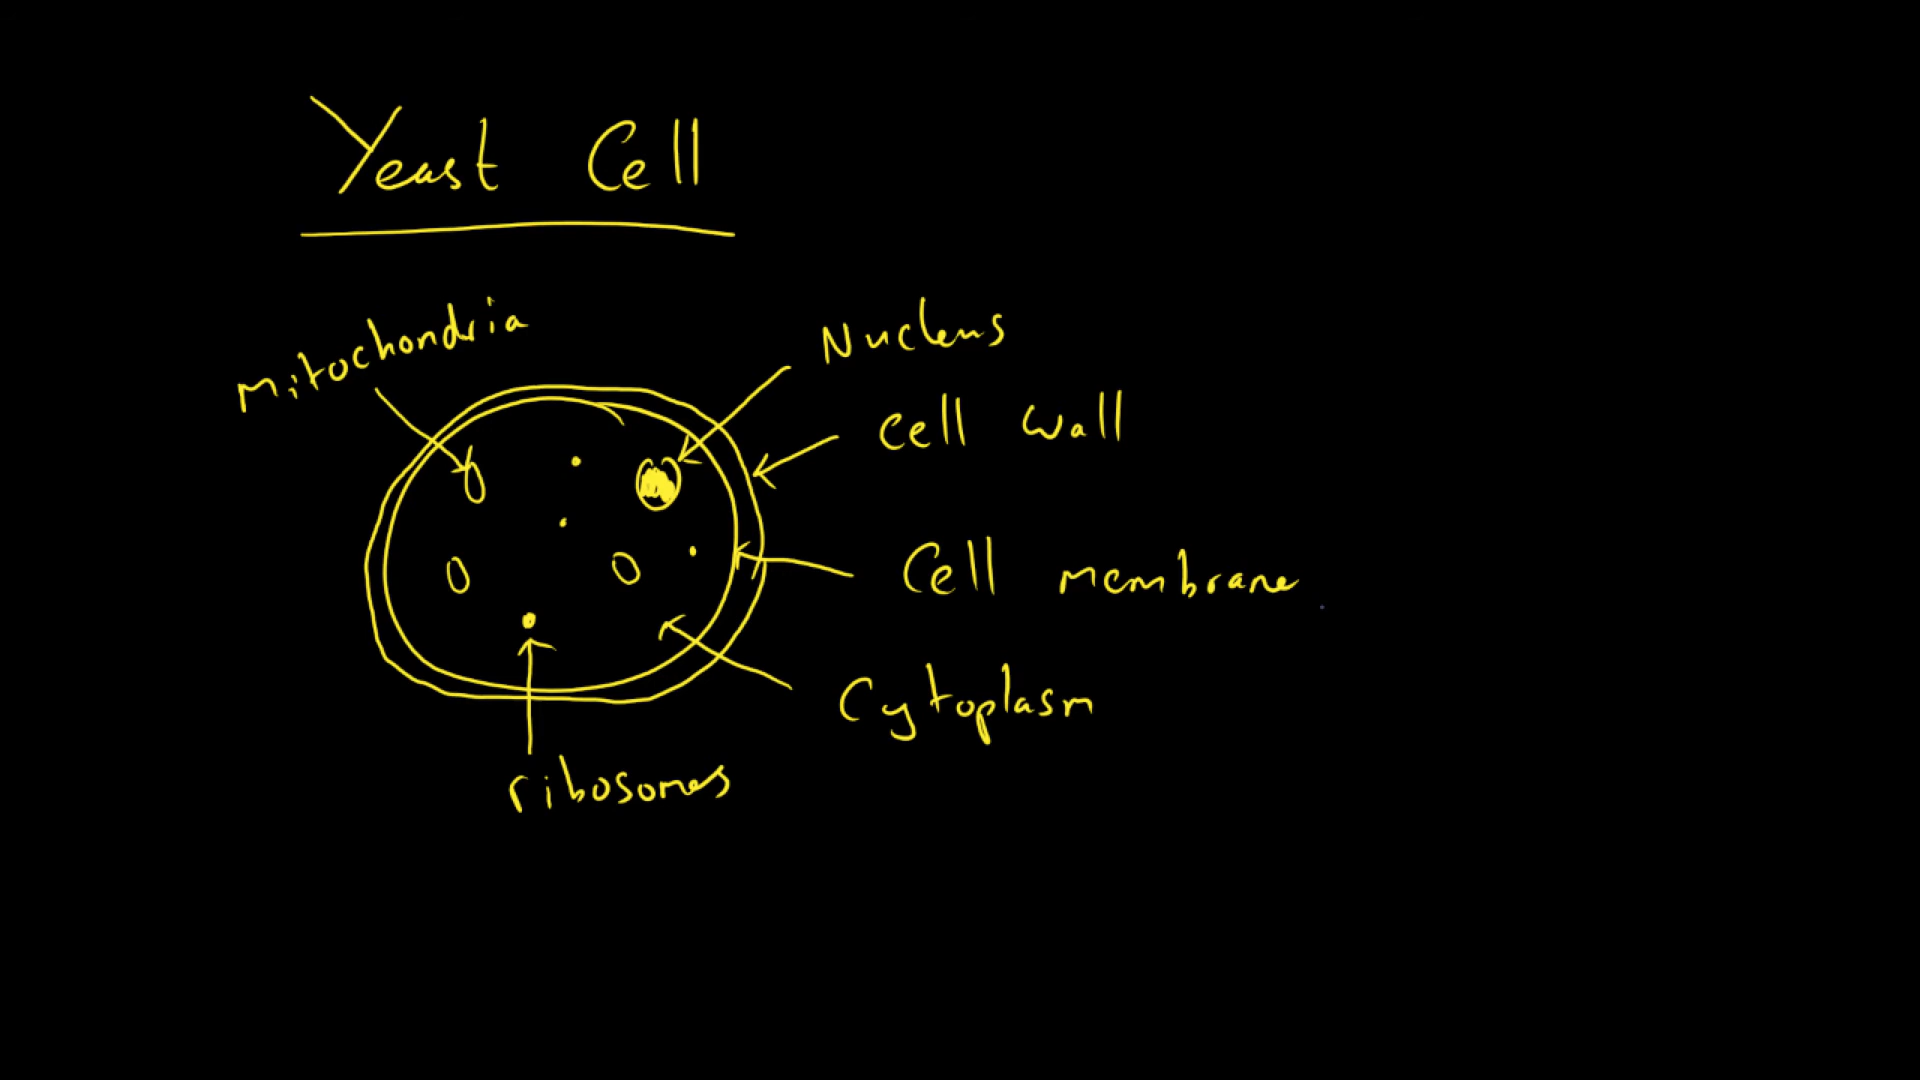 Yeast Cell
Mitochondria
Nucleus
Cell Wall
Cell membrane
Cytoplasm
ribosomes